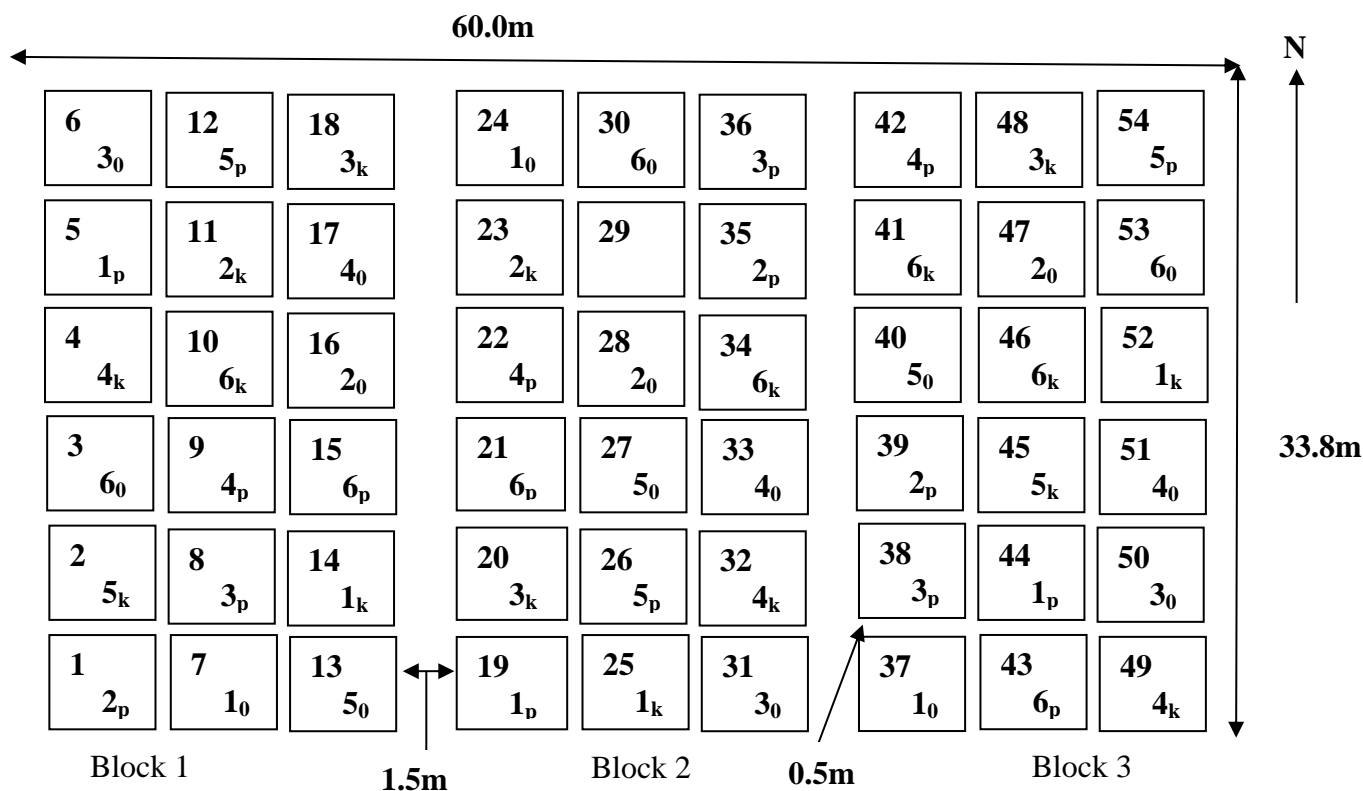 60.0m
N
6 12 18 24 30 36 42 48 54
3₀ 5ₚ 3ₖ 1₀ 6₀ 3ₚ 4ₚ 3ₖ 5ₚ
5 11 17 23 29 35 41 47 53
1ₚ 2ₖ 4₀ 2ₖ 2ₚ 6ₖ 2₀ 6₀
4 10 16 22 28 34 40 46 52
4ₖ 6ₖ 2₀ 4ₚ 2₀ 6ₖ 5₀ 6ₖ 1ₖ
3 9 15 21 27 33 39 45 51
6₀ 4ₚ 6ₚ 6ₚ 5₀ 4₀ 2ₚ 5ₖ 4₀
33.8m
2 8 14 20 26 32 38 44 50
5ₖ 3ₚ 1ₖ 3ₖ 5ₚ 4ₖ 3ₚ 1ₚ 3₀
1 7 13 19 25 31 37 43 49
2ₚ 1₀ 5₀ 1ₚ 1ₖ 3₀ 1₀ 6ₚ 4ₖ
Block 1 Block 2 Block 3
1.5m 0.5m